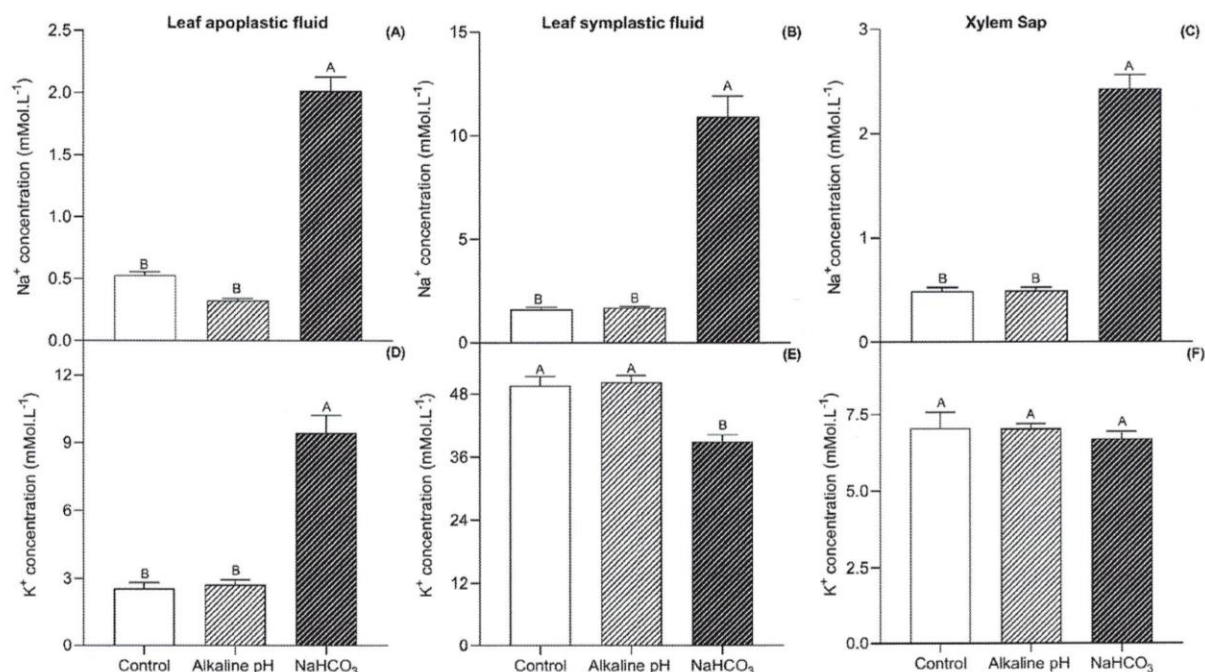 Leaf apoplastic fluid
(A)
Na⁺ concentration (mMol.L⁻¹)
2.5
2.0
1.5
1.0
0.5
0.0
B
B
A
Leaf symplastic fluid
(B)
Na⁺ concentration (mMol.L⁻¹)
15
10
5
0
B
B
A
Xylem Sap
(C)
Na⁺concentration (mMol.L⁻¹)
3
2
1
0
B
B
A
(D)
K⁺ concentration (mMol.L⁻¹)
12
9
6
3
0
B
B
A
Control
Alkaline pH
NaHCO₃
(E)
K⁺ concentration (mMol.L⁻¹)
48
36
24
12
0
A
A
B
Control
Alkaline pH
NaHCO₃
(F)
K⁺ concentration (mMol.L⁻¹)
7.5
7.5
2.5
0.0
A
A
A
Control
Alkaline pH
NaHCO₃